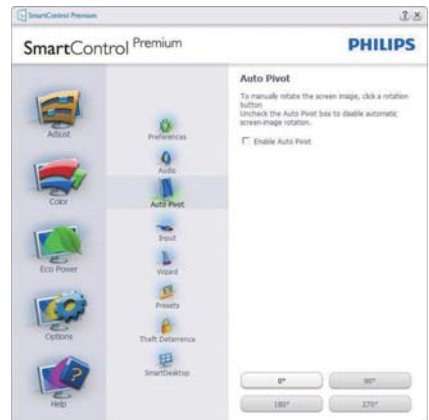 SmartControl Premium
SmartControl Premium
PHILIPS
Adjust
Color
Eco Power
Options
Help
Preferences
Audio
Auto Pivot
Input
Wizard
Presets
Theft Deterrence
SmartDesktop
Auto Pivot
To manually rotate the screen image, click a rotation
button
Uncheck the Auto Pivot box to disable automatic
screen-image rotation.
Enable Auto Pivot
0°
90°
180°
270°